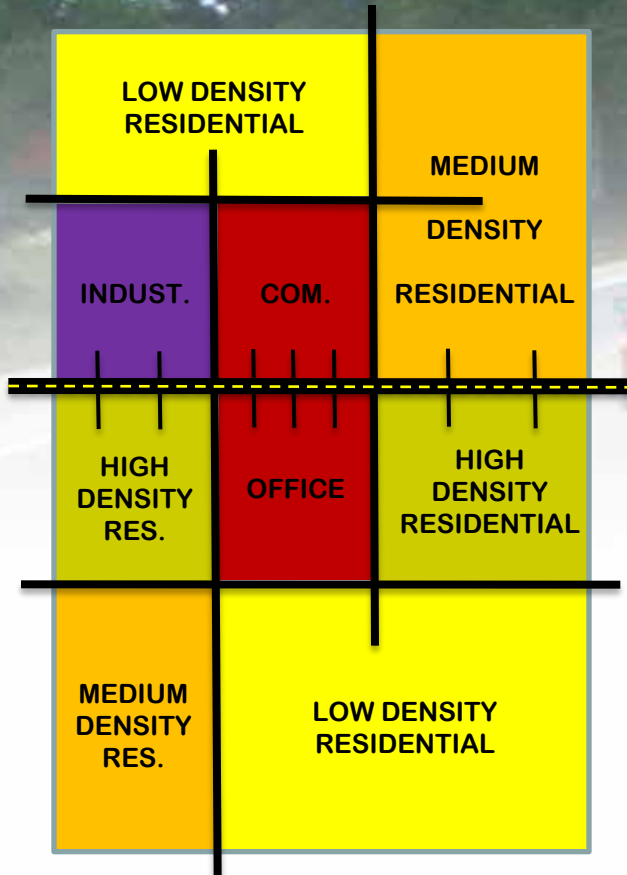 LOW DENSITY
RESIDENTIAL
MEDIUM
DENSITY
RESIDENTIAL
INDUST.
COM.
HIGH
DENSITY
RES.
OFFICE
HIGH
DENSITY
RESIDENTIAL
MEDIUM
DENSITY
RES.
LOW DENSITY
RESIDENTIAL